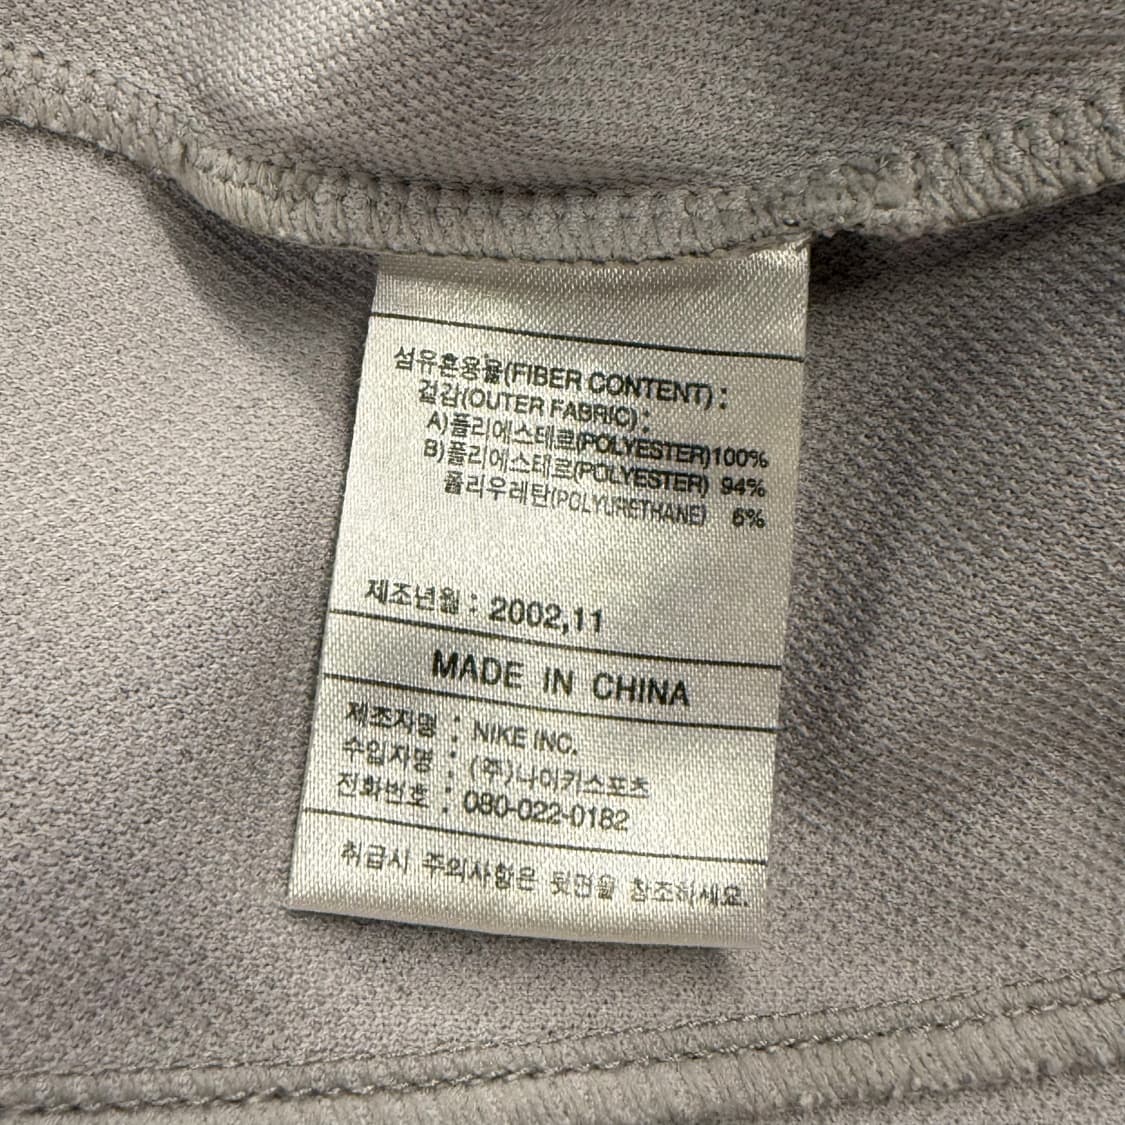 섬유혼용율(FIBER CONTENT) :
겉감(OUTER FABRIC) :
A)폴리에스테르(POLYESTER)100%
B)폴리에스테르(POLYESTER) 94%
폴리우레탄(POLYURETHANE) 6%
제조년월 : 2002,11
MADE IN CHINA
제조자명 : NIKE INC.
수입자명 : (주)나이키스포츠
전화번호 : 080-022-0182
취급시 주의사항은 뒷면을 참조하세요.